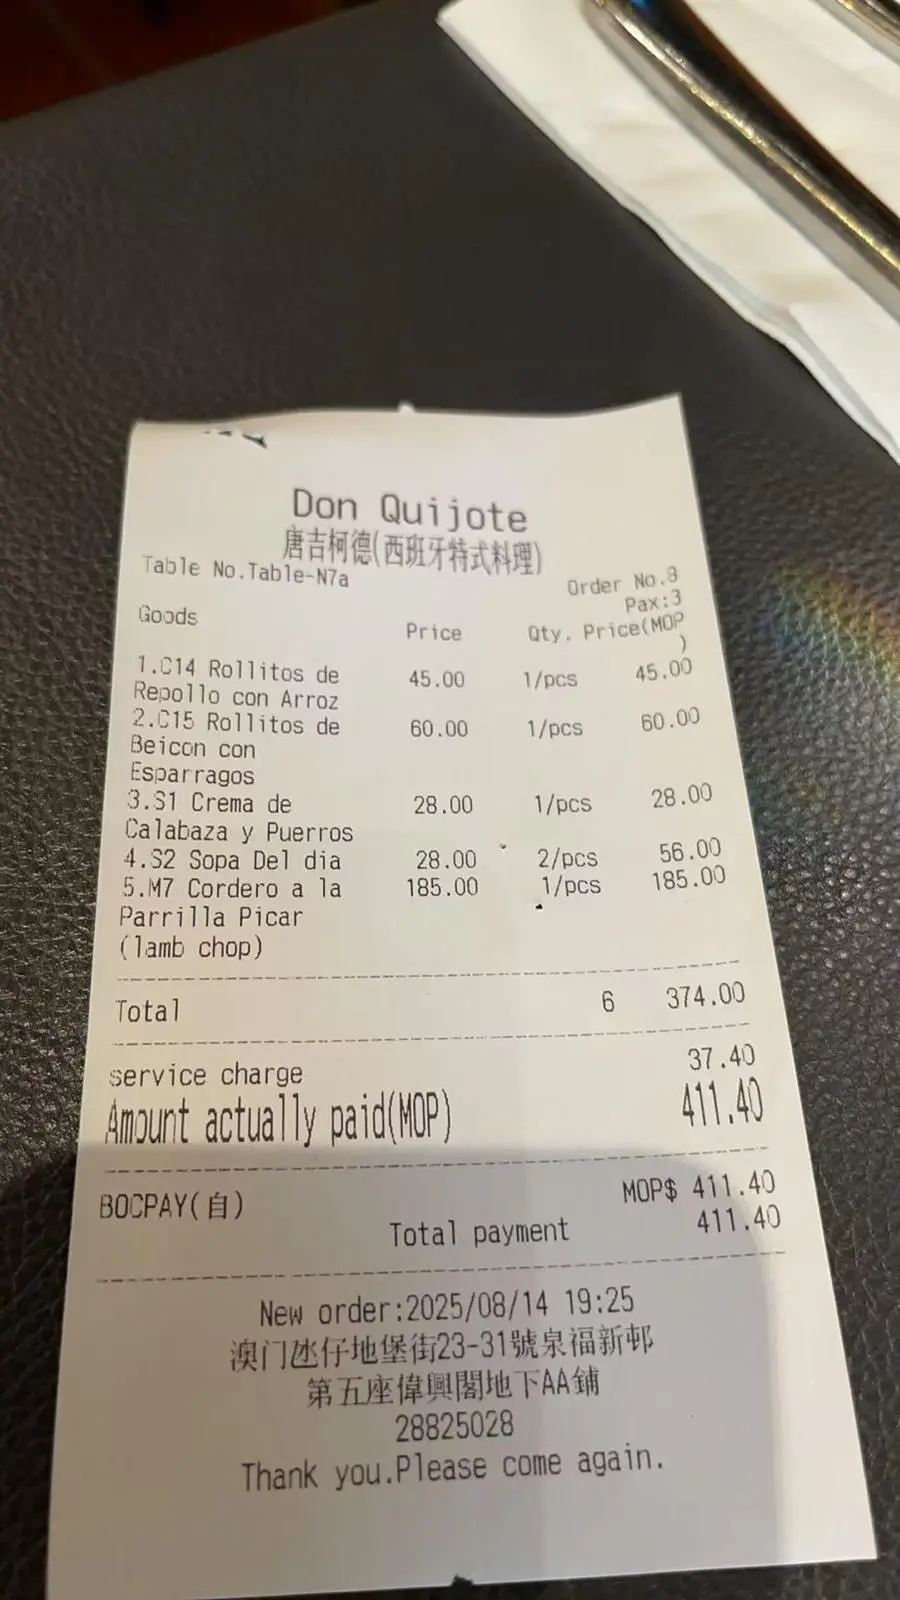 Don Quijote
唐吉柯德(西班牙特式料理)
Table No.Table-N7a
Order No.8
Pax:3
Goods Price Qty. Price(MOP
)
1.C14 Rollitos de 45.00 1/pcs 45.00
Repollo con Arroz
2.C15 Rollitos de 60.00 1/pcs 60.00
Beicon con
Esparragos
3.S1 Crema de 28.00 1/pcs 28.00
Calabaza y Puerros
4.S2 Sopa Del dia 28.00 2/pcs 56.00
5.M7 Cordero a la 185.00 1/pcs 185.00
Parrilla Picar
(lamb chop)
Total 6 374.00
service charge 37.40
Amount actually paid(MOP) 411.40
BOCPAY(自) MOP$ 411.40
Total payment 411.40
New order:2025/08/14 19:25
澳门氹仔地堡街23-31號泉福新邨
第五座偉興閣地下AA鋪
28825028
Thank you.Please come again.